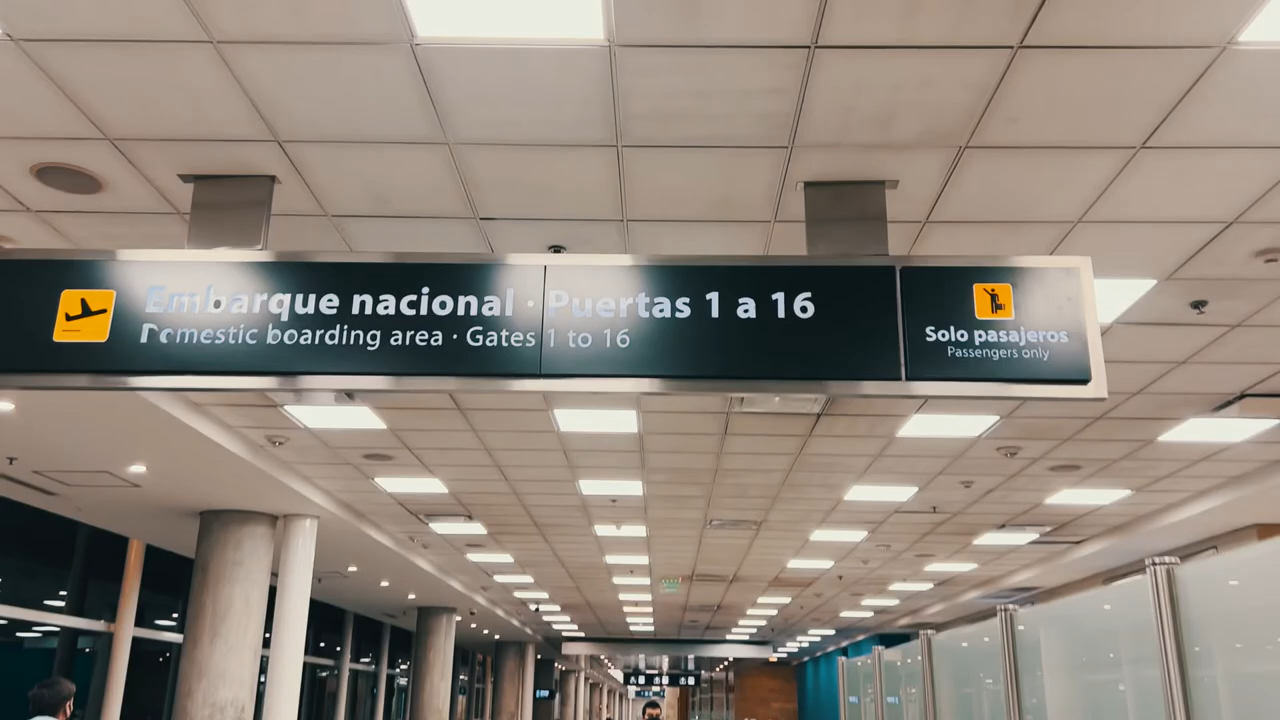 Embarque nacional · Puertas 1 a 16
Domestic boarding area · Gates 1 to 16
Solo pasajeros
Passengers only